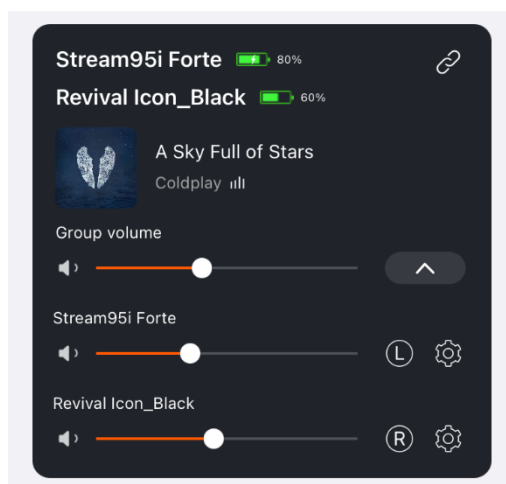 Stream95i Forte 80%
Revival Icon_Black 60%
A Sky Full of Stars
Coldplay
Group volume
Stream95i Forte
L
Revival Icon_Black
R